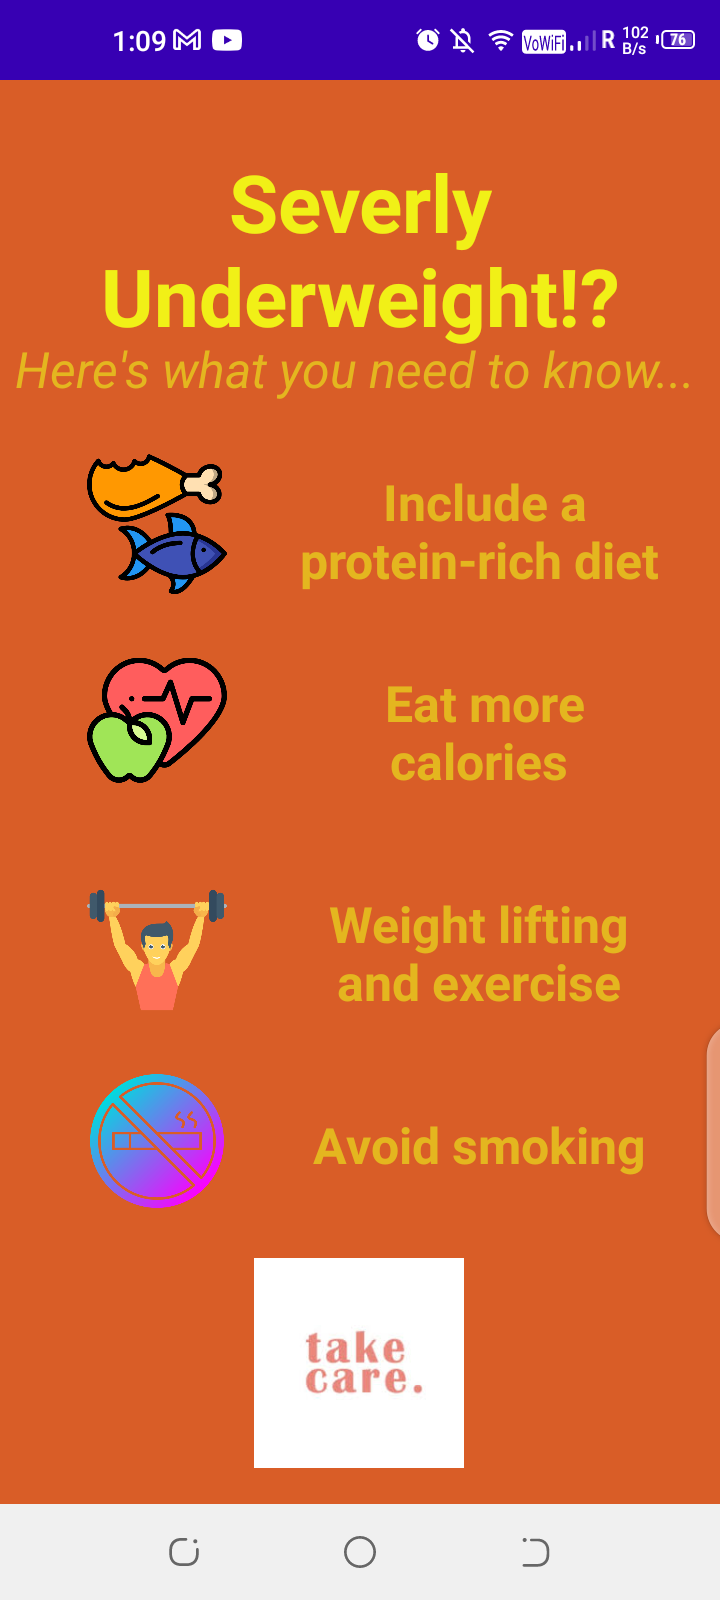 1:09
VoWiFi R 102 B/s 76
Severly
Underweight!?
Here's what you need to know...
Include a
protein-rich diet
Eat more
calories
Weight lifting
and exercise
Avoid smoking
take
care.